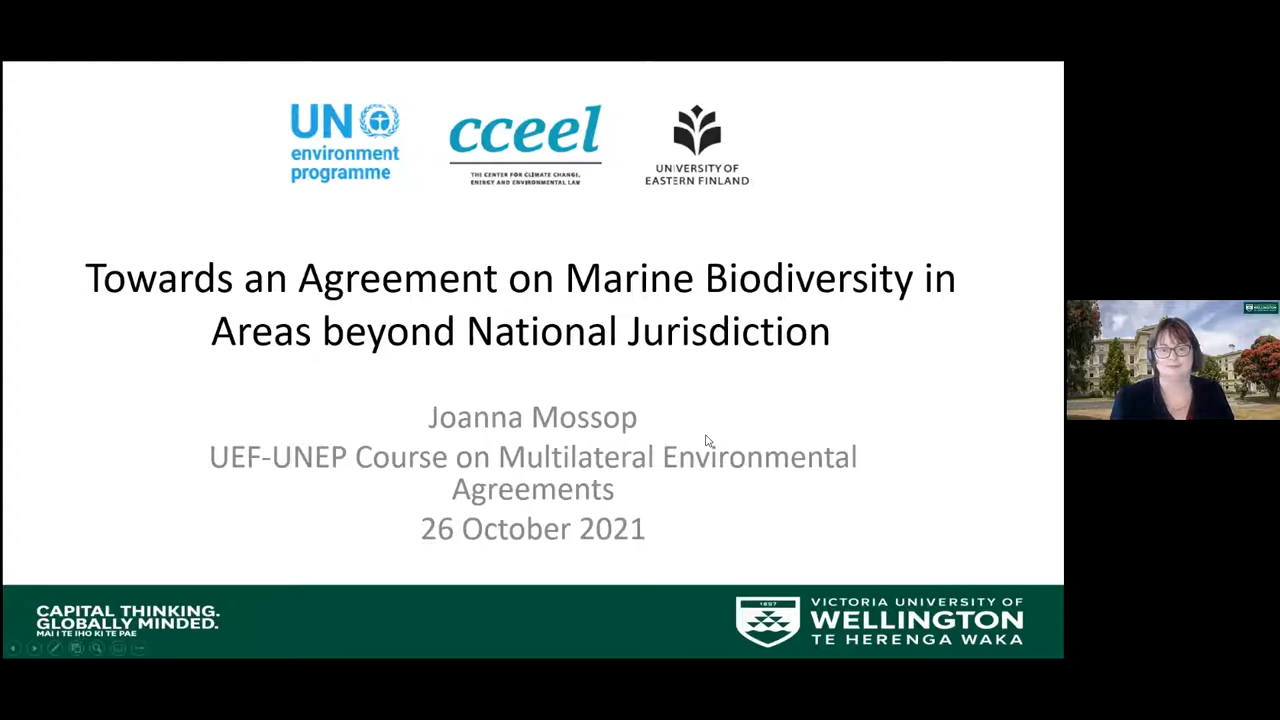 UN
environment
programme
cceel
THE CENTER FOR CLIMATE CHANGE,
ENERGY AND ENVIRONMENTAL LAW
UNIVERSITY OF
EASTERN FINLAND
Towards an Agreement on Marine Biodiversity in
Areas beyond National Jurisdiction
Joanna Mossop
UEF-UNEP Course on Multilateral Environmental
Agreements
26 October 2021
CAPITAL THINKING.
GLOBALLY MINDED.
MAI I TE IHO KI TE PAE
1897
VICTORIA UNIVERSITY OF
WELLINGTON
TE HERENGA WAKA
WELLINGTON